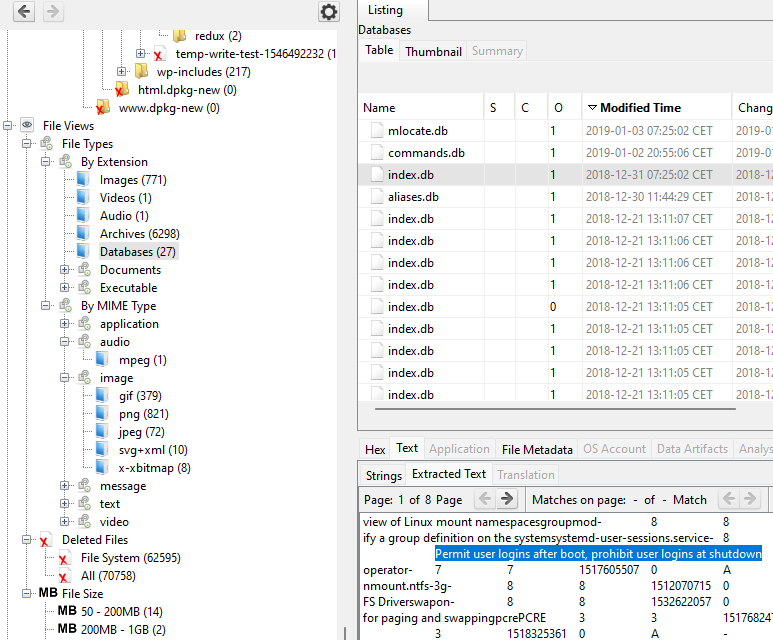 redux (2)
temp-write-test-1546492232 (1
wp-includes (217)
html.dpkg-new (0)
www.dpkg-new (0)
File Views
File Types
By Extension
Images (771)
Videos (1)
Audio (1)
Archives (6298)
Databases (27)
Documents
Executable
By MIME Type
application
audio
mpeg (1)
image
gif (379)
png (821)
jpeg (72)
svg+xml (10)
x-xbitmap (8)
message
text
video
Deleted Files
File System (62595)
All (70758)
MB File Size
MB 50 - 200MB (14)
MB 200MB - 1GB (2)
Listing
Databases
Table Thumbnail Summary
Name S C O Modified Time Chang
mlocate.db 1 2019-01-03 07:25:02 CET 2019-0
commands.db 1 2019-01-02 20:55:06 CET 2019-0
index.db 1 2018-12-31 07:25:02 CET 2018-12
aliases.db 1 2018-12-30 11:44:29 CET 2018-12
index.db 1 2018-12-21 13:11:07 CET 2018-12
index.db 1 2018-12-21 13:11:06 CET 2018-12
index.db 1 2018-12-21 13:11:06 CET 2018-12
index.db 1 2018-12-21 13:11:06 CET 2018-12
index.db 0 2018-12-21 13:11:05 CET 2018-12
index.db 1 2018-12-21 13:11:05 CET 2018-12
index.db 1 2018-12-21 13:11:05 CET 2018-12
index.db 1 2018-12-21 13:11:05 CET 2018-12
index.db 1 2018-12-21 13:11:05 CET 2018-12
Hex Text Application File Metadata OS Account Data Artifacts Analys
Strings Extracted Text Translation
Page: 1 of 8 Page Matches on page: - of - Match
view of Linux mount namespacesgroupmod- 8 8
ify a group definition on the systemsystemd-user-sessions.service- 8
Permit user logins after boot, prohibit user logins at shutdown
operator- 7 7 1517605507 0 A
nmount.ntfs-3g- 8 8 1512070715 0
FS Driverswapon- 8 8 1532622057 0
for paging and swappingpcrePCRE 3 3 15176824
3 1518325361 0 A -